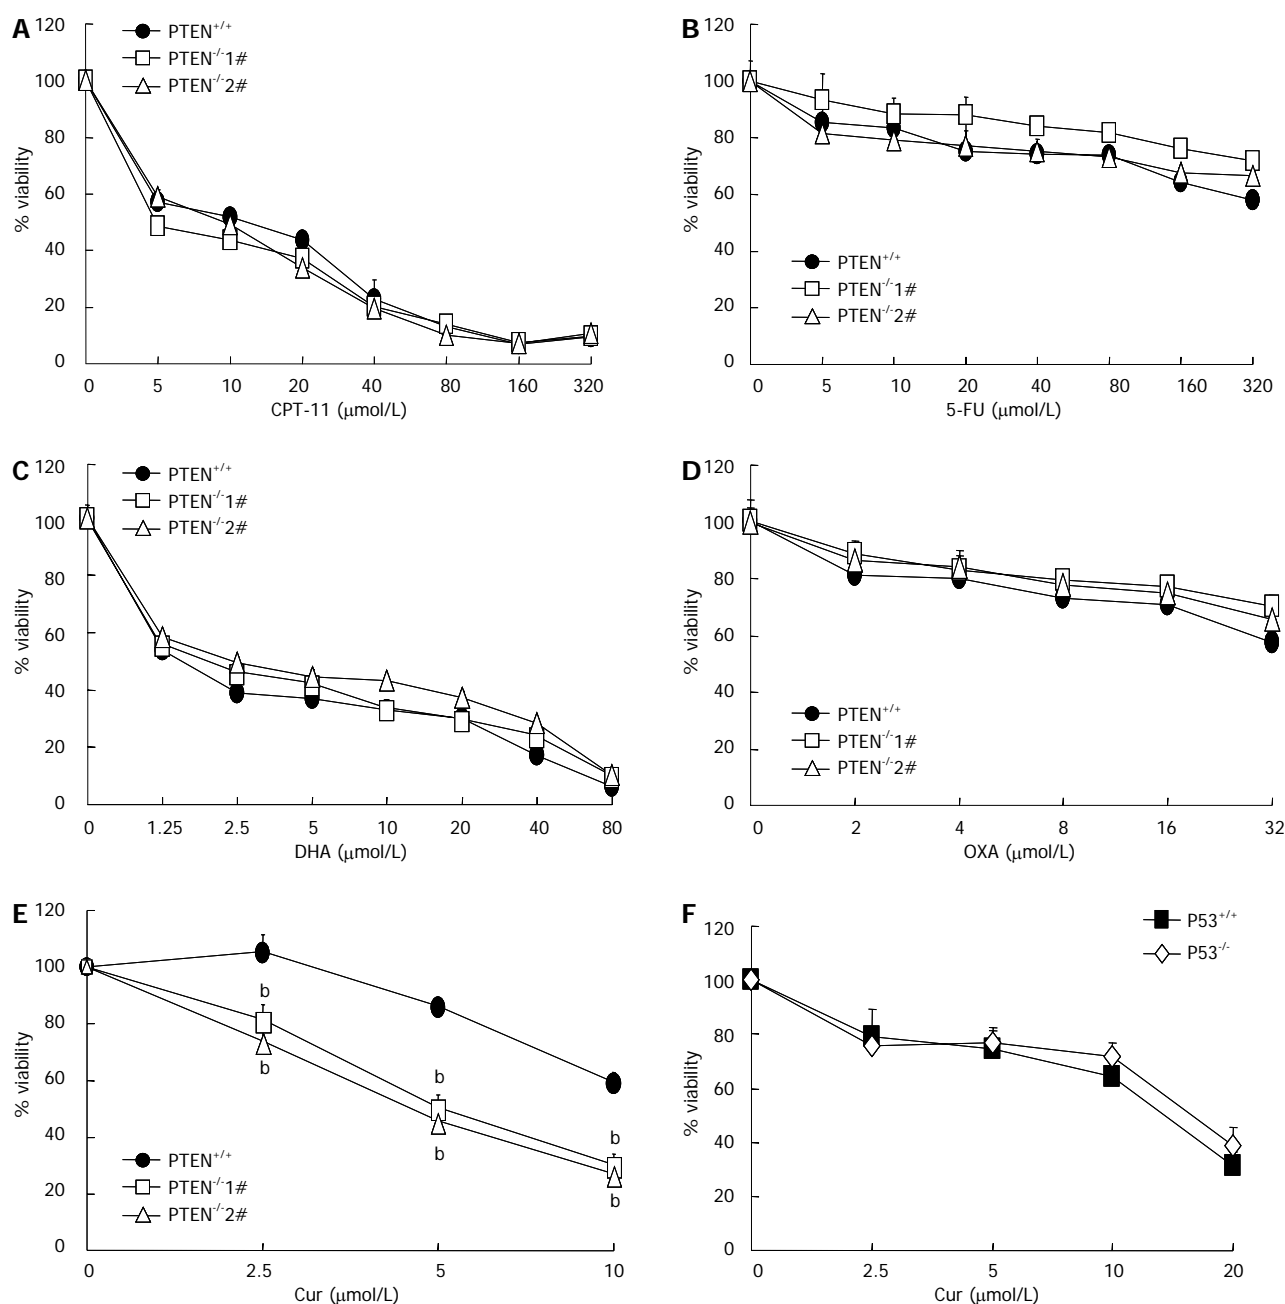 A
120
100
80
60
40
20
0
% viability
PTEN+/+
PTEN-/-1#
PTEN-/-2#
0 5 10 20 40 80 160 320
CPT-11 (μmol/L)
B
120
100
80
60
40
20
0
% viability
PTEN+/+
PTEN-/-1#
PTEN-/-2#
0 5 10 20 40 80 160 320
5-FU (μmol/L)
C
120
100
80
60
40
20
0
% viability
PTEN+/+
PTEN-/-1#
PTEN-/-2#
0 1.25 2.5 5 10 20 40 80
DHA (μmol/L)
D
120
100
80
60
40
20
0
% viability
PTEN+/+
PTEN-/-1#
PTEN-/-2#
0 2 4 8 16 32
OXA (μmol/L)
E
120
100
80
60
40
20
0
% viability
b
b
b
b
b
b
PTEN+/+
PTEN-/-1#
PTEN-/-2#
0 2.5 5 10
Cur (μmol/L)
F
P53+/+
P53-/-
120
100
80
60
40
20
0
% viability
0 2.5 5 10 20
Cur (μmol/L)